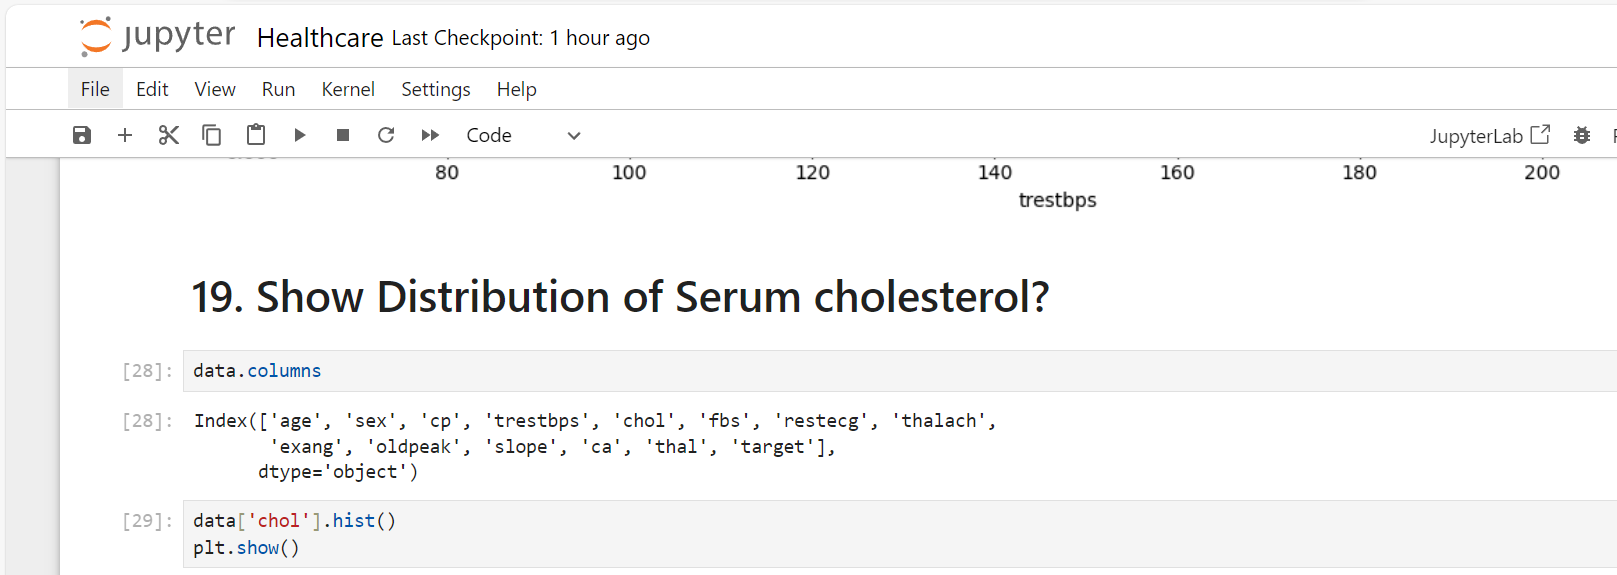 jupyter Healthcare Last Checkpoint: 1 hour ago
File Edit View Run Kernel Settings Help
Code JupyterLab
80 100 120 140 160 180 200
trestbps
19. Show Distribution of Serum cholesterol?
[28]: data.columns
[28]: Index(['age', 'sex', 'cp', 'trestbps', 'chol', 'fbs', 'restecg', 'thalach',
'exang', 'oldpeak', 'slope', 'ca', 'thal', 'target'],
dtype='object')
[29]: data['chol'].hist()
plt.show()